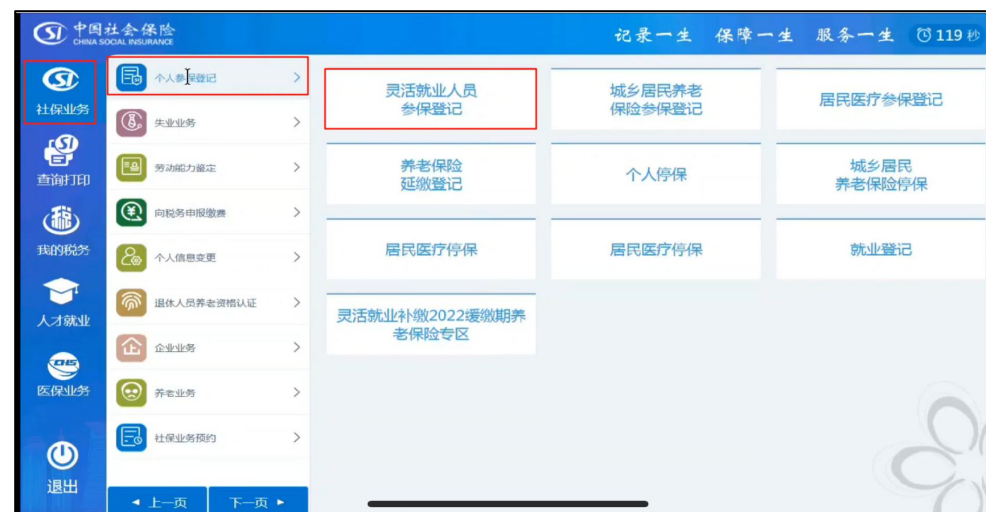 中国社会保险
CHINA SOCIAL INSURANCE
记录一生 保障一生 服务一生 119 秒
社保业务
查询打印
我的税务
人才就业
医保业务
退出
个人参保登记
失业业务
劳动能力鉴定
向税务申报缴费
个人信息变更
退休人员养老资格认证
企业业务
养老业务
社保业务预约
上一页 下一页
灵活就业人员
参保登记
城乡居民养老
保险参保登记
居民医疗参保登记
养老保险
延缴登记
个人停保
城乡居民
养老保险停保
居民医疗停保
居民医疗停保
就业登记
灵活就业补缴2022缓缴期养
老保险专区